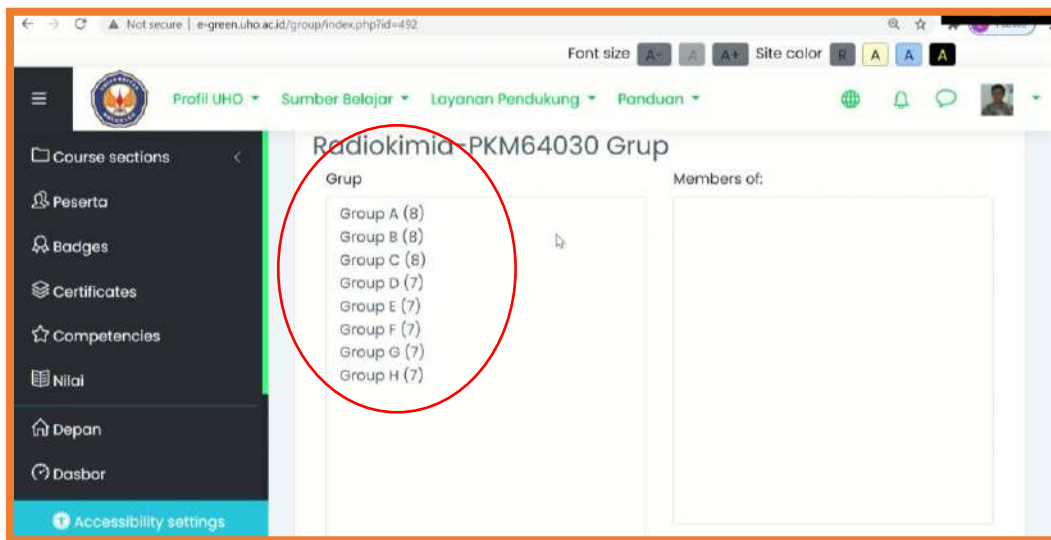 Not secure | e-green.uho.ac.id/group/index.php?id=492
Font size A- A A+ Site color R A A A
Profil UHO Sumber Belajar Layanan Pendukung Panduan
Course sections
Peserta
Badges
Certificates
Competencies
Nilai
Depan
Dasbor
Accessibility settings
Radiokimia-PKM64030 Grup
Grup
Group A (8)
Group B (8)
Group C (8)
Group D (7)
Group E (7)
Group F (7)
Group G (7)
Group H (7)
Members of: